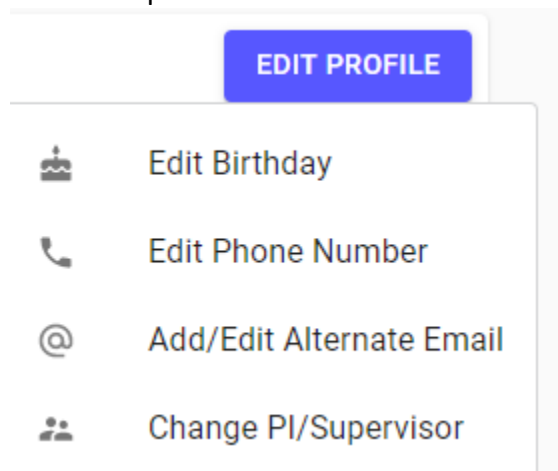 EDIT PROFILE
Edit Birthday
Edit Phone Number
Add/Edit Alternate Email
Change PI/Supervisor